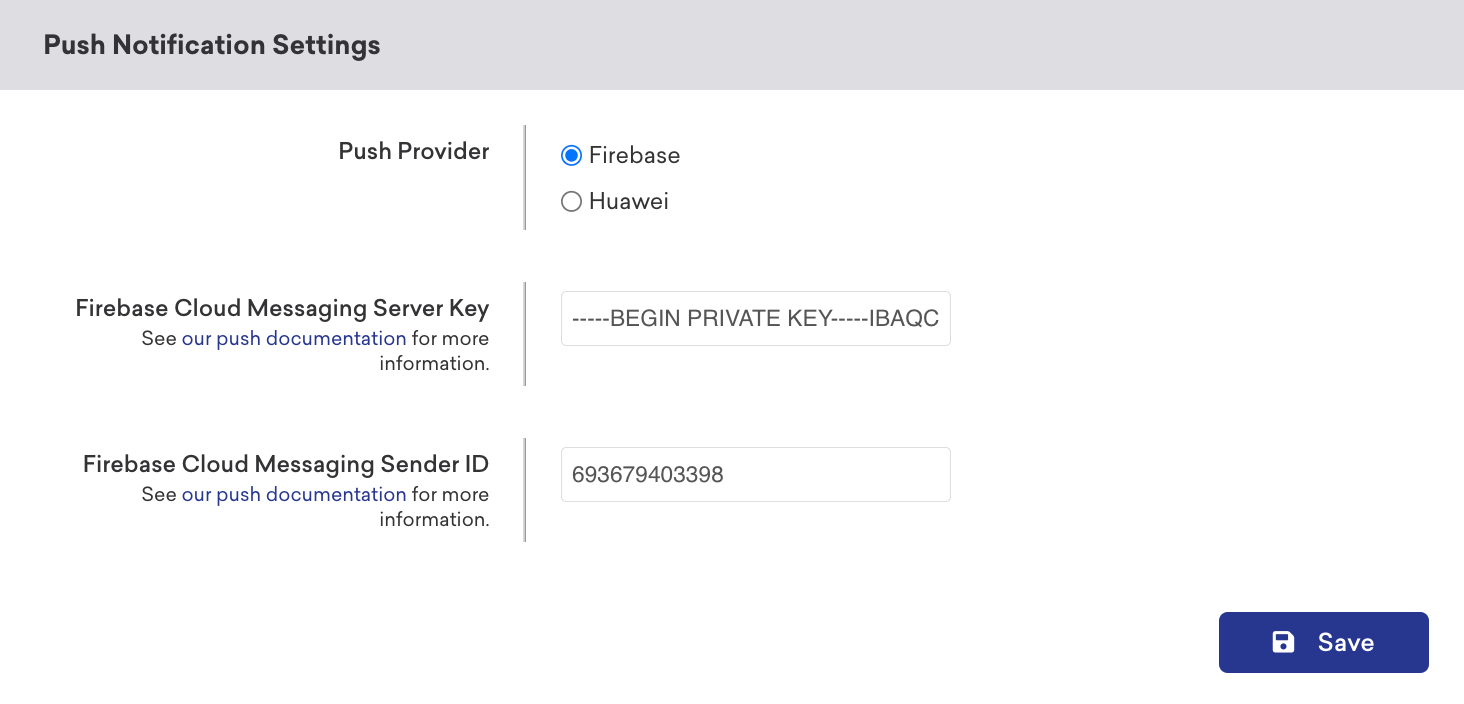 Push Notification Settings
Push Provider
Firebase
Huawei
Firebase Cloud Messaging Server Key
See our push documentation for more
information.
-----BEGIN PRIVATE KEY-----IBAQC
Firebase Cloud Messaging Sender ID
See our push documentation for more
information.
693679403398
Save